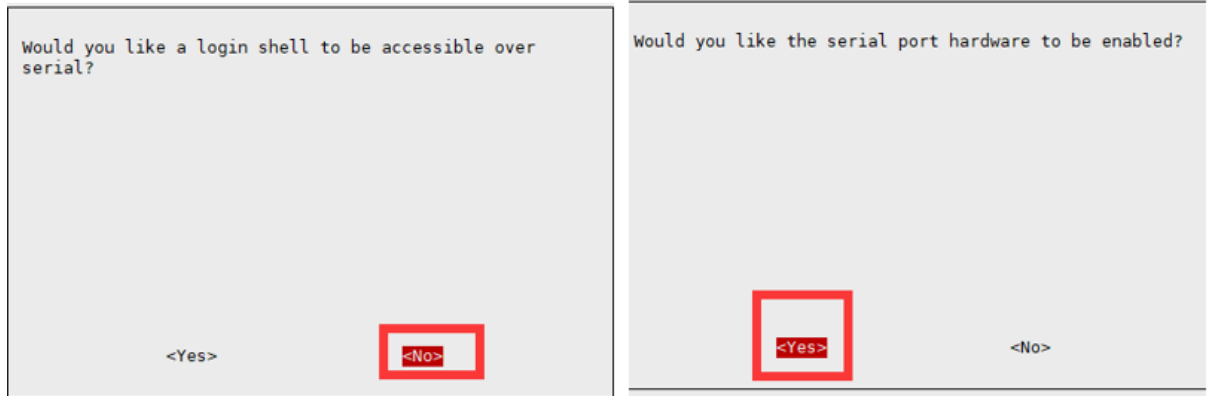 Would you like a login shell to be accessible over
serial?
<Yes> <No>
Would you like the serial port hardware to be enabled?
<Yes> <No>